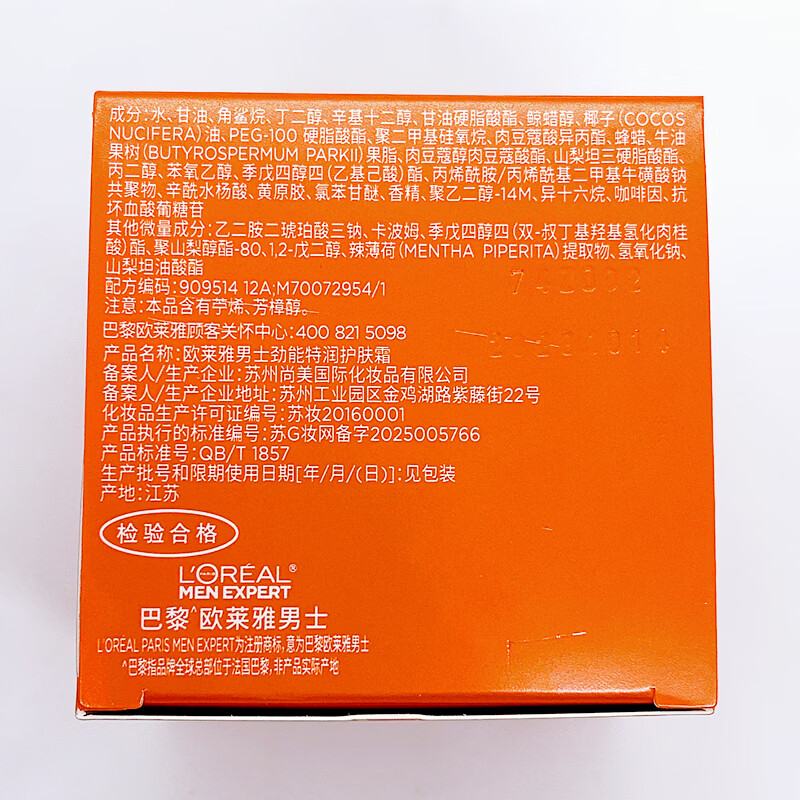 成分:水、甘油、角鲨烷、丁二醇、辛基十二醇、甘油硬脂酸酯、鲸蜡醇、椰子(COCOS
NUCIFERA)油、PEG-100 硬脂酸酯、聚二甲基硅氧烷、肉豆蔻酸异丙酯、蜂蜡、牛油
果树(BUTYROSPERMUM PARKII)果脂、肉豆蔻醇肉豆蔻酸酯、山梨坦三硬脂酸酯、
丙二醇、苯氧乙醇、季戊四醇四(乙基己酸)酯、丙烯酰胺/丙烯酰基二甲基牛磺酸钠
共聚物、辛酰水杨酸、黄原胶、氯苯甘醚、香精、聚乙二醇-14M、异十六烷、咖啡因、抗
坏血酸葡糖苷
其他微量成分:乙二胺二琥珀酸三钠、卡波姆、季戊四醇四(双-叔丁基羟基氢化肉桂
酸)酯、聚山梨醇酯-80、1,2-戊二醇、辣薄荷(MENTHA PIPERITA)提取物、氢氧化钠、
山梨坦油酸酯
配方编码:909514 12A;M70072954/1
注意:本品含有苧烯、芳樟醇。
巴黎欧莱雅顾客关怀中心:400 821 5098
产品名称:欧莱雅男士劲能特润护肤霜
备案人/生产企业:苏州尚美国际化妆品有限公司
备案人/生产企业地址:苏州工业园区金鸡湖路紫藤街22号
化妆品生产许可证编号:苏妆20160001
产品执行的标准编号:苏G妆网备字2025005766
产品标准号:QB/T 1857
生产批号和限期使用日期[年/月/(日)]:见包装
产地:江苏
检验合格
L'ORÉAL®
PARIS
MEN EXPERT
巴黎^欧莱雅男士
L'ORÉAL PARIS MEN EXPERT为注册商标,意为巴黎欧莱雅男士
^巴黎指品牌全球总部位于法国巴黎,非产品实际产地